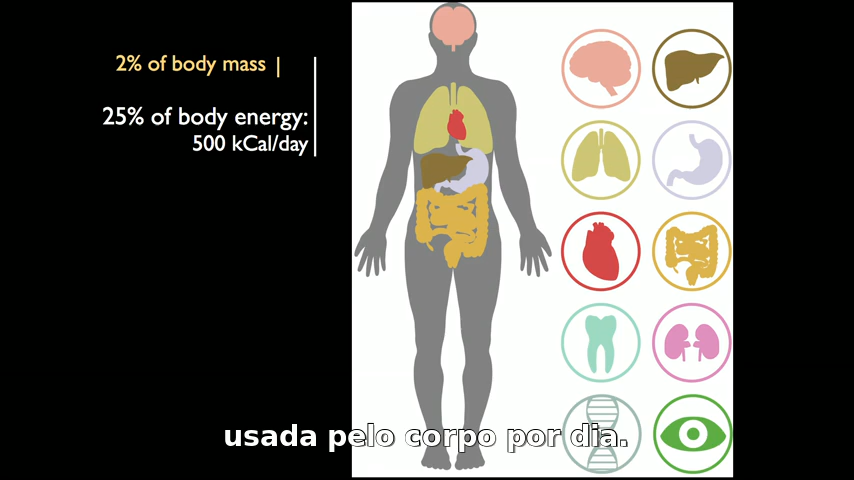 2% of body mass
25% of body energy:
500 kCal/day
usada pelo corpo por dia.